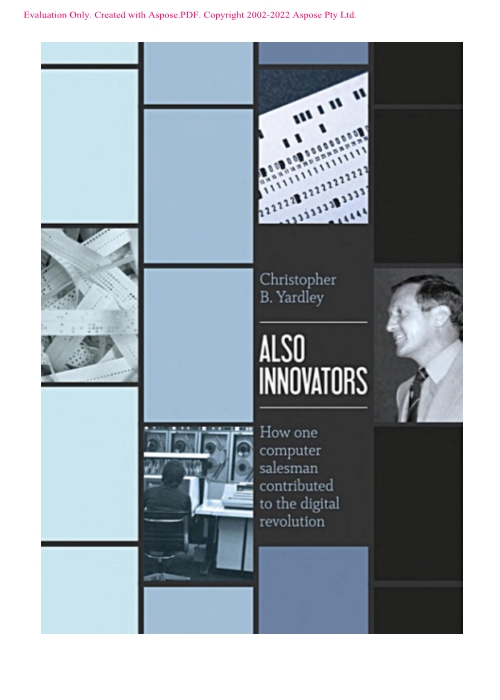 Evaluation Only. Created with Aspose.PDF. Copyright 2002-2022 Aspose Pty Ltd.
Christopher
B. Yardley
ALSO
INNOVATORS
How one
computer
salesman
contributed
to the digital
revolution